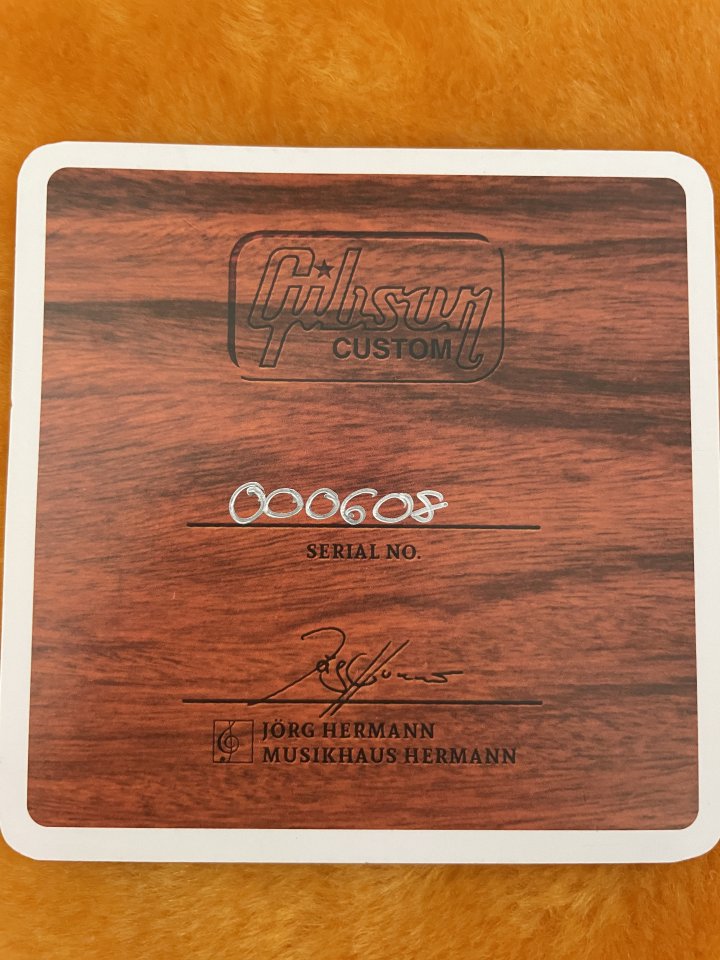 Gibson
CUSTOM
000608
SERIAL NO.
JÖRG HERMANN
MUSIKHAUS HERMANN